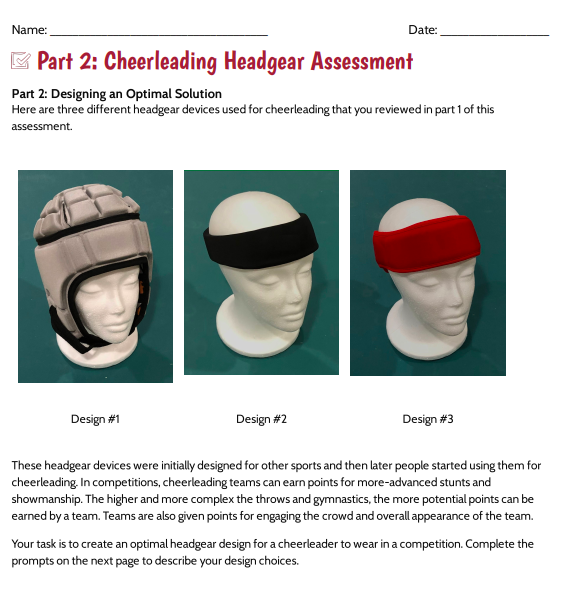 Name: ___________________________________ Date: _________________
Part 2: Cheerleading Headgear Assessment
Part 2: Designing an Optimal Solution
Here are three different headgear devices used for cheerleading that you reviewed in part 1 of this
assessment.
Design #1 Design #2 Design #3
These headgear devices were initially designed for other sports and then later people started using them for
cheerleading. In competitions, cheerleading teams can earn points for more-advanced stunts and
showmanship. The higher and more complex the throws and gymnastics, the more potential points can be
earned by a team. Teams are also given points for engaging the crowd and overall appearance of the team.
Your task is to create an optimal headgear design for a cheerleader to wear in a competition. Complete the
prompts on the next page to describe your design choices.